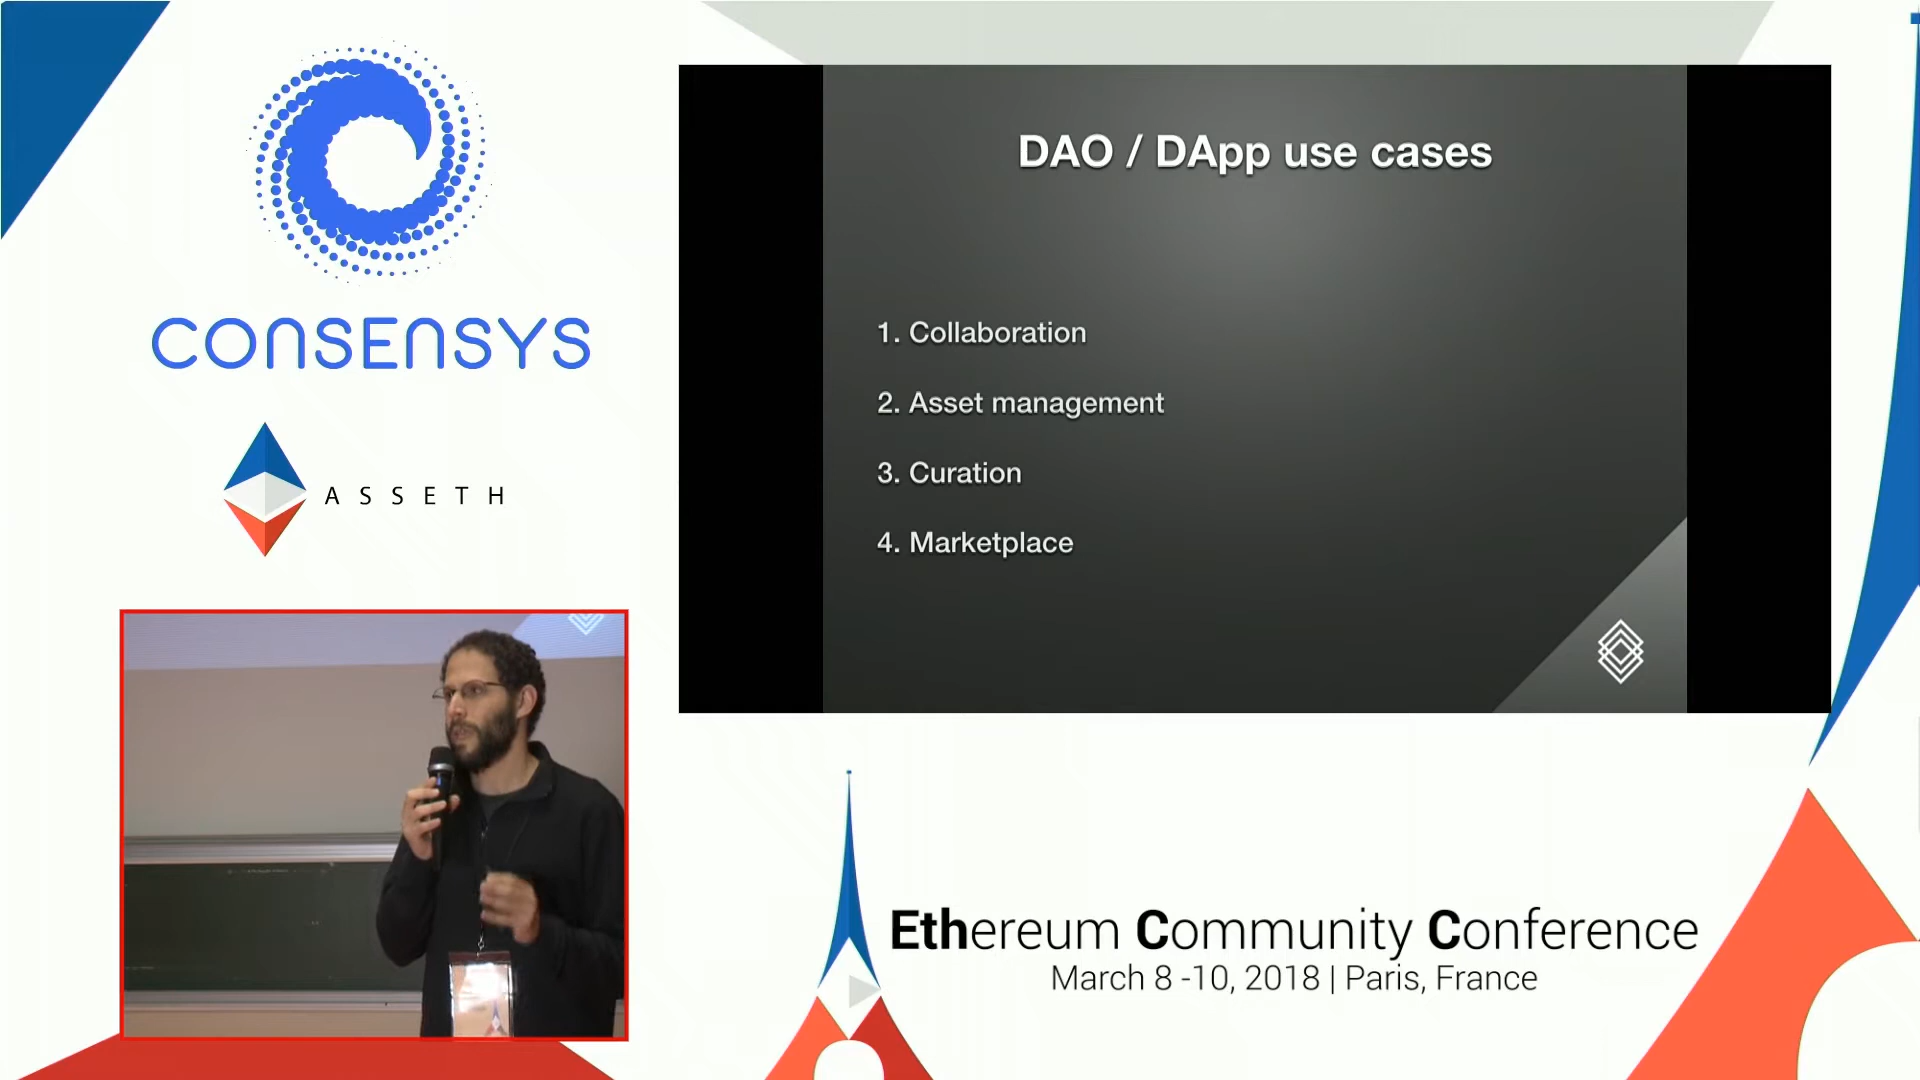 CONSENSYS
ASSETH
DAO / DApp use cases
1. Collaboration
2. Asset management
3. Curation
4. Marketplace
Ethereum Community Conference
March 8 -10, 2018 | Paris, France